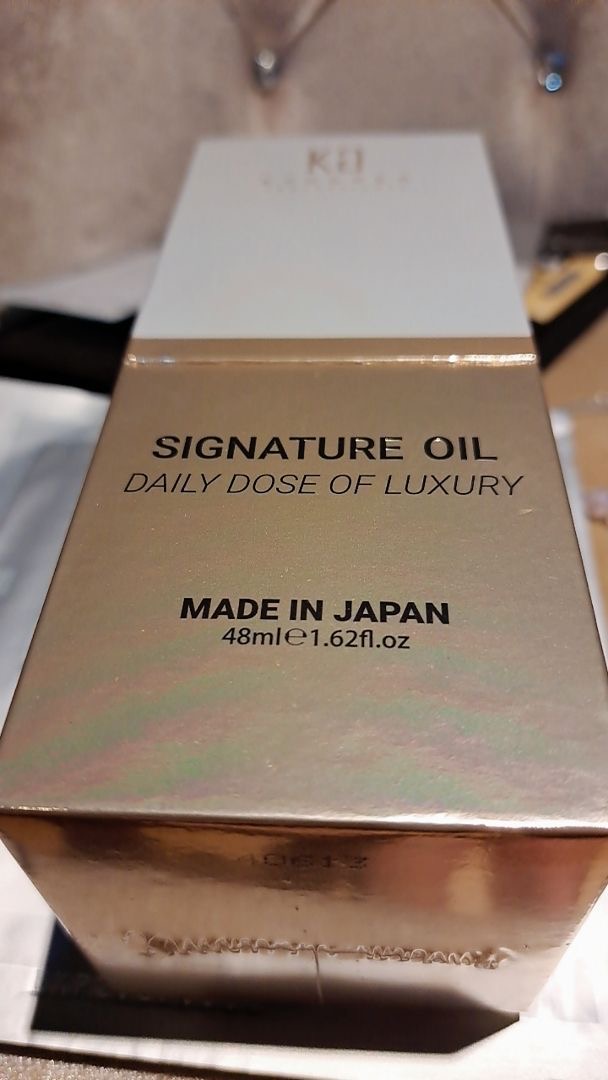 SIGNATURE OIL
DAILY DOSE OF LUXURY
MADE IN JAPAN
48ml℮1.62fl.oz